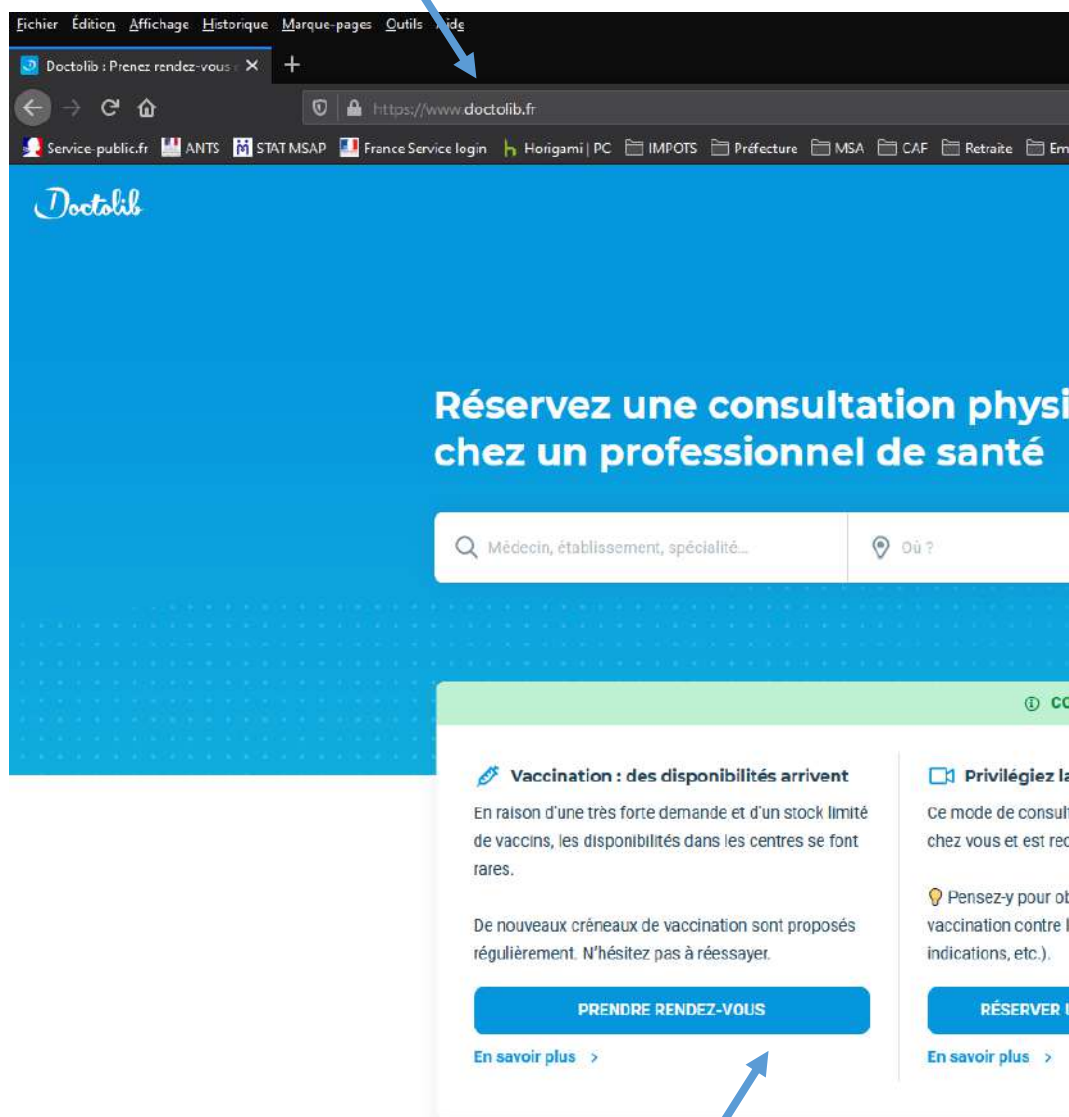 Fichier Édition Affichage Historique Marque-pages Outils Aide
Doctolib : Prenez rendez-vous
https://www.doctolib.fr
Service-public.fr ANTS STAT MSAP France Service login Horigami | PC IMPOTS Préfecture MSA CAF Retraite Em
Doctolib
Réservez une consultation physi
chez un professionnel de santé
Médecin, établissement, spécialité... Où ?
CO
Vaccination : des disponibilités arrivent
En raison d'une très forte demande et d'un stock limité
de vaccins, les disponibilités dans les centres se font
rares.
De nouveaux créneaux de vaccination sont proposés
régulièrement. N'hésitez pas à réessayer.
PRENDRE RENDEZ-VOUS
En savoir plus >
Privilégiez la
Ce mode de consult
chez vous et est rec
Pensez-y pour ob
vaccination contre l
indications, etc.).
RÉSERVER U
En savoir plus >